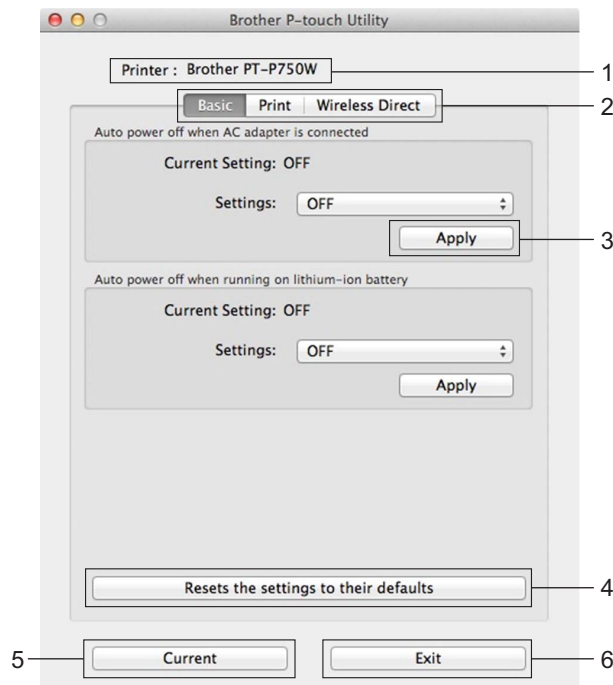 Brother P-touch Utility
Printer : Brother PT-P750W
1
Basic Print Wireless Direct
2
Auto power off when AC adapter is connected
Current Setting: OFF
Settings: OFF
Apply
3
Auto power off when running on lithium-ion battery
Current Setting: OFF
Settings: OFF
Apply
Resets the settings to their defaults
4
5
Current
Exit
6